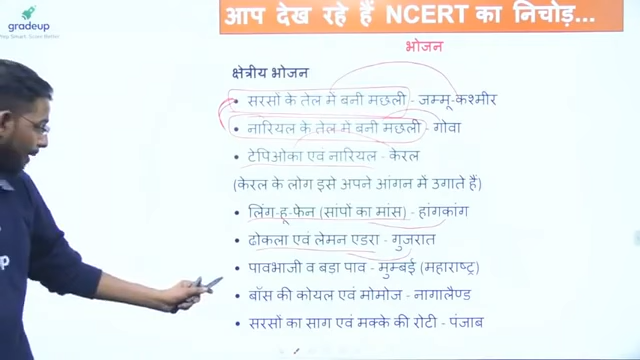 gradeup
Prep Smart. Score Better
आप देख रहे हैं NCERT का निचोड़...
भोजन
क्षेत्रीय भोजन
• सरसों के तेल में बनी मछली - जम्मू-कश्मीर
• नारियल के तेल में बनी मछली - गोवा
• टेपिओका एवं नारियल - केरल
(केरल के लोग इसे अपने आंगन में उगाते हैं)
• लिंग-हू-फेन (सांपों का मांस) - हांगकांग
• ढोकला एवं लेमन एडरा - गुजरात
• पावभाजी व बडा पाव - मुम्बई (महाराष्ट्र)
• बॉस की कोयल एवं मोमोज - नागालैण्ड
• सरसों का साग एवं मक्के की रोटी - पंजाब